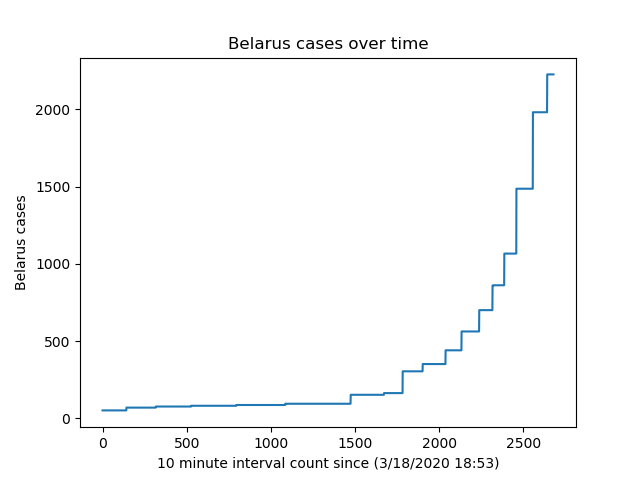 Belarus cases over time
Belarus cases
2000
1500
1000
500
0
0 500 1000 1500 2000 2500
10 minute interval count since (3/18/2020 18:53)